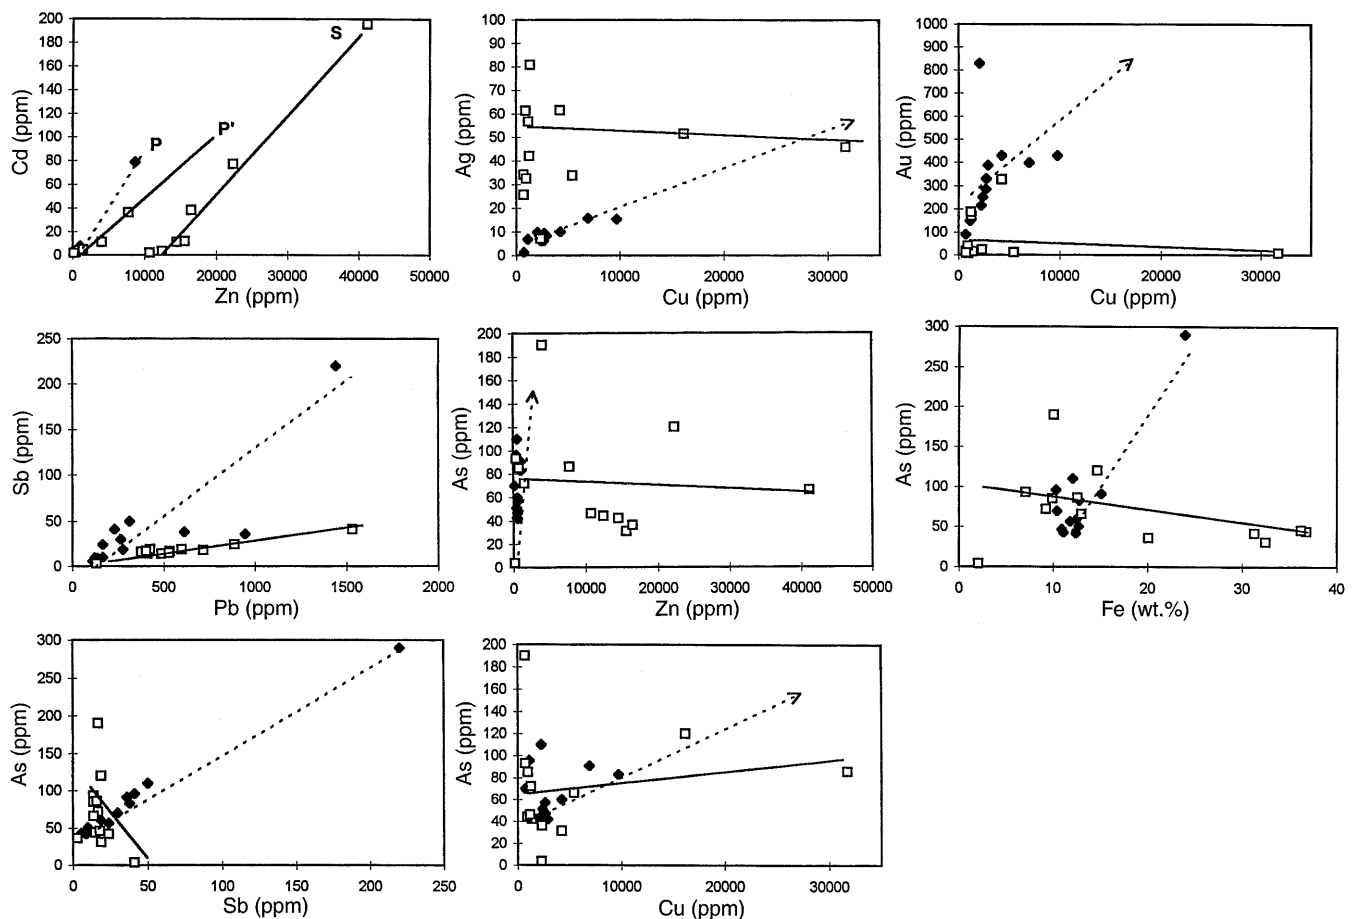 200
180
160
140
120
100
80
60
40
20
0
Cd (ppm)
P
P'
S
0 10000 20000 30000 40000 50000
Zn (ppm)
100
90
80
70
60
50
40
30
20
10
0
Ag (ppm)
0 10000 20000 30000
Cu (ppm)
1000
900
800
700
600
500
400
300
200
100
0
Au (ppm)
0 10000 20000 30000
Cu (ppm)
250
200
150
100
50
0
Sb (ppm)
0 500 1000 1500 2000
Pb (ppm)
200
180
160
140
120
100
80
60
40
20
0
As (ppm)
0 10000 20000 30000 40000 50000
Zn (ppm)
300
250
200
150
100
50
0
As (ppm)
0 10 20 30 40
Fe (wt.%)
300
250
200
150
100
50
0
As (ppm)
0 50 100 150 200 250
Sb (ppm)
200
180
160
140
120
100
80
60
40
20
0
As (ppm)
0 10000 20000 30000
Cu (ppm)